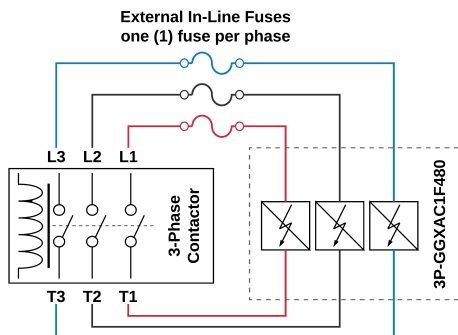 External In-Line Fuses
one (1) fuse per phase
L3 L2 L1
3-Phase
Contactor
3P-GGXAC1F480
T3 T2 T1